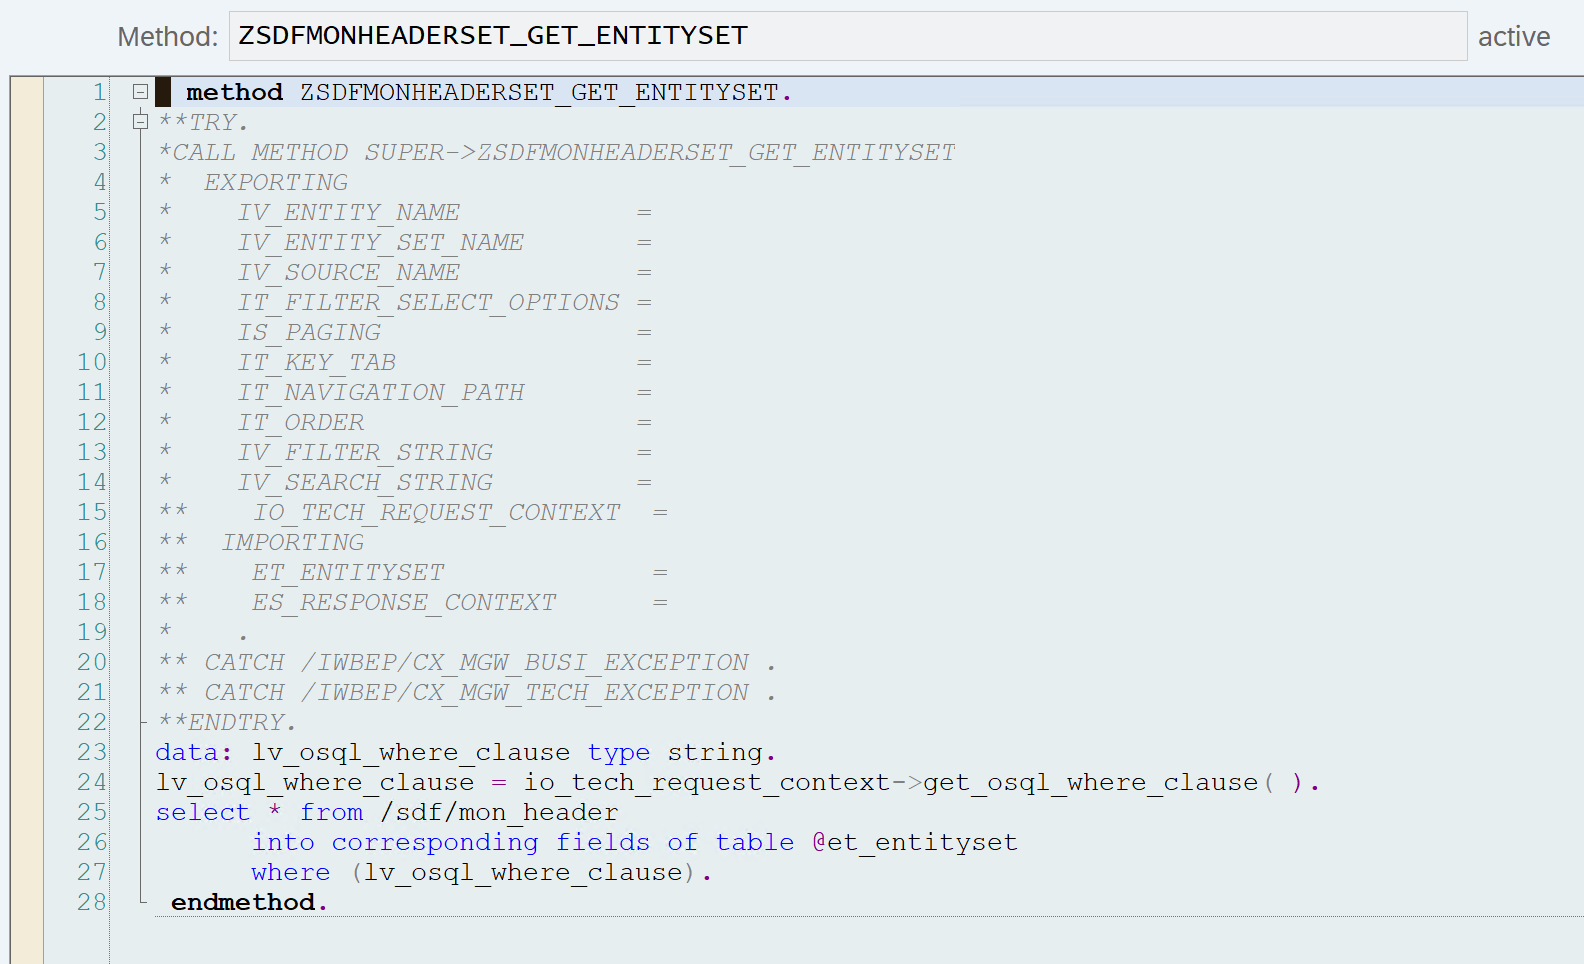 Method: ZSDFMONHEADERSET_GET_ENTITYSET active
1 method ZSDFMONHEADERSET_GET_ENTITYSET.
2 **TRY.
3 *CALL METHOD SUPER->ZSDFMONHEADERSET_GET_ENTITYSET
4 *  EXPORTING
5 *    IV_ENTITY_NAME           =
6 *    IV_ENTITY_SET_NAME       =
7 *    IV_SOURCE_NAME           =
8 *    IT_FILTER_SELECT_OPTIONS =
9 *    IS_PAGING                =
10 *    IT_KEY_TAB               =
11 *    IT_NAVIGATION_PATH       =
12 *    IT_ORDER                 =
13 *    IV_FILTER_STRING         =
14 *    IV_SEARCH_STRING         =
15 **    IO_TECH_REQUEST_CONTEXT  =
16 **  IMPORTING
17 **    ET_ENTITYSET             =
18 **    ES_RESPONSE_CONTEXT      =
19 *    .
20 ** CATCH /IWBEP/CX_MGW_BUSI_EXCEPTION .
21 ** CATCH /IWBEP/CX_MGW_TECH_EXCEPTION .
22 **ENDTRY.
23 data: lv_osql_where_clause type string.
24 lv_osql_where_clause = io_tech_request_context->get_osql_where_clause( ).
25 select * from /sdf/mon_header
26       into corresponding fields of table @et_entityset
27       where (lv_osql_where_clause).
28 endmethod.